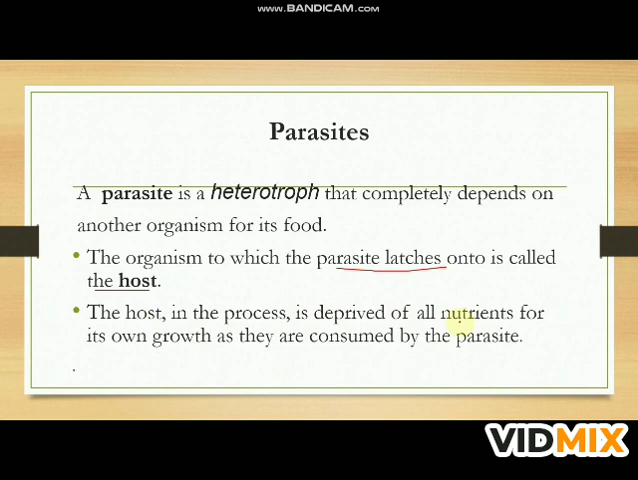 WWW.BANDICAM.COM
Parasites
A parasite is a heterotroph that completely depends on
another organism for its food.
• The organism to which the parasite latches onto is called
the host.
• The host, in the process, is deprived of all nutrients for
its own growth as they are consumed by the parasite.
.
VIDMIX